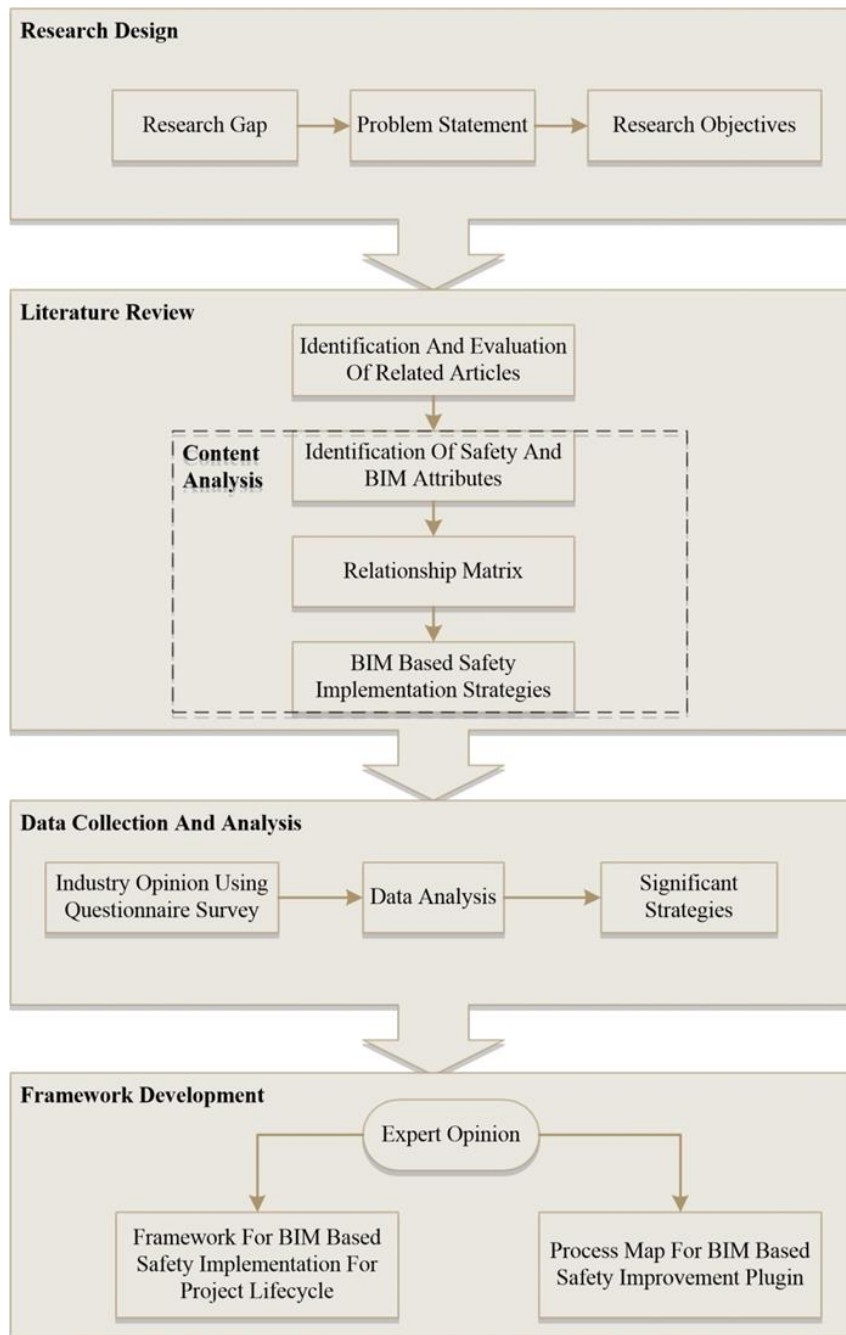 Research Design
Research Gap
Problem Statement
Research Objectives
Literature Review
Identification And Evaluation
Of Related Articles
Content
Analysis
Identification Of Safety And
BIM Attributes
Relationship Matrix
BIM Based Safety
Implementation Strategies
Data Collection And Analysis
Industry Opinion Using
Questionnaire Survey
Data Analysis
Significant
Strategies
Framework Development
Expert Opinion
Framework For BIM Based
Safety Implementation For
Project Lifecycle
Process Map For BIM Based
Safety Improvement Plugin